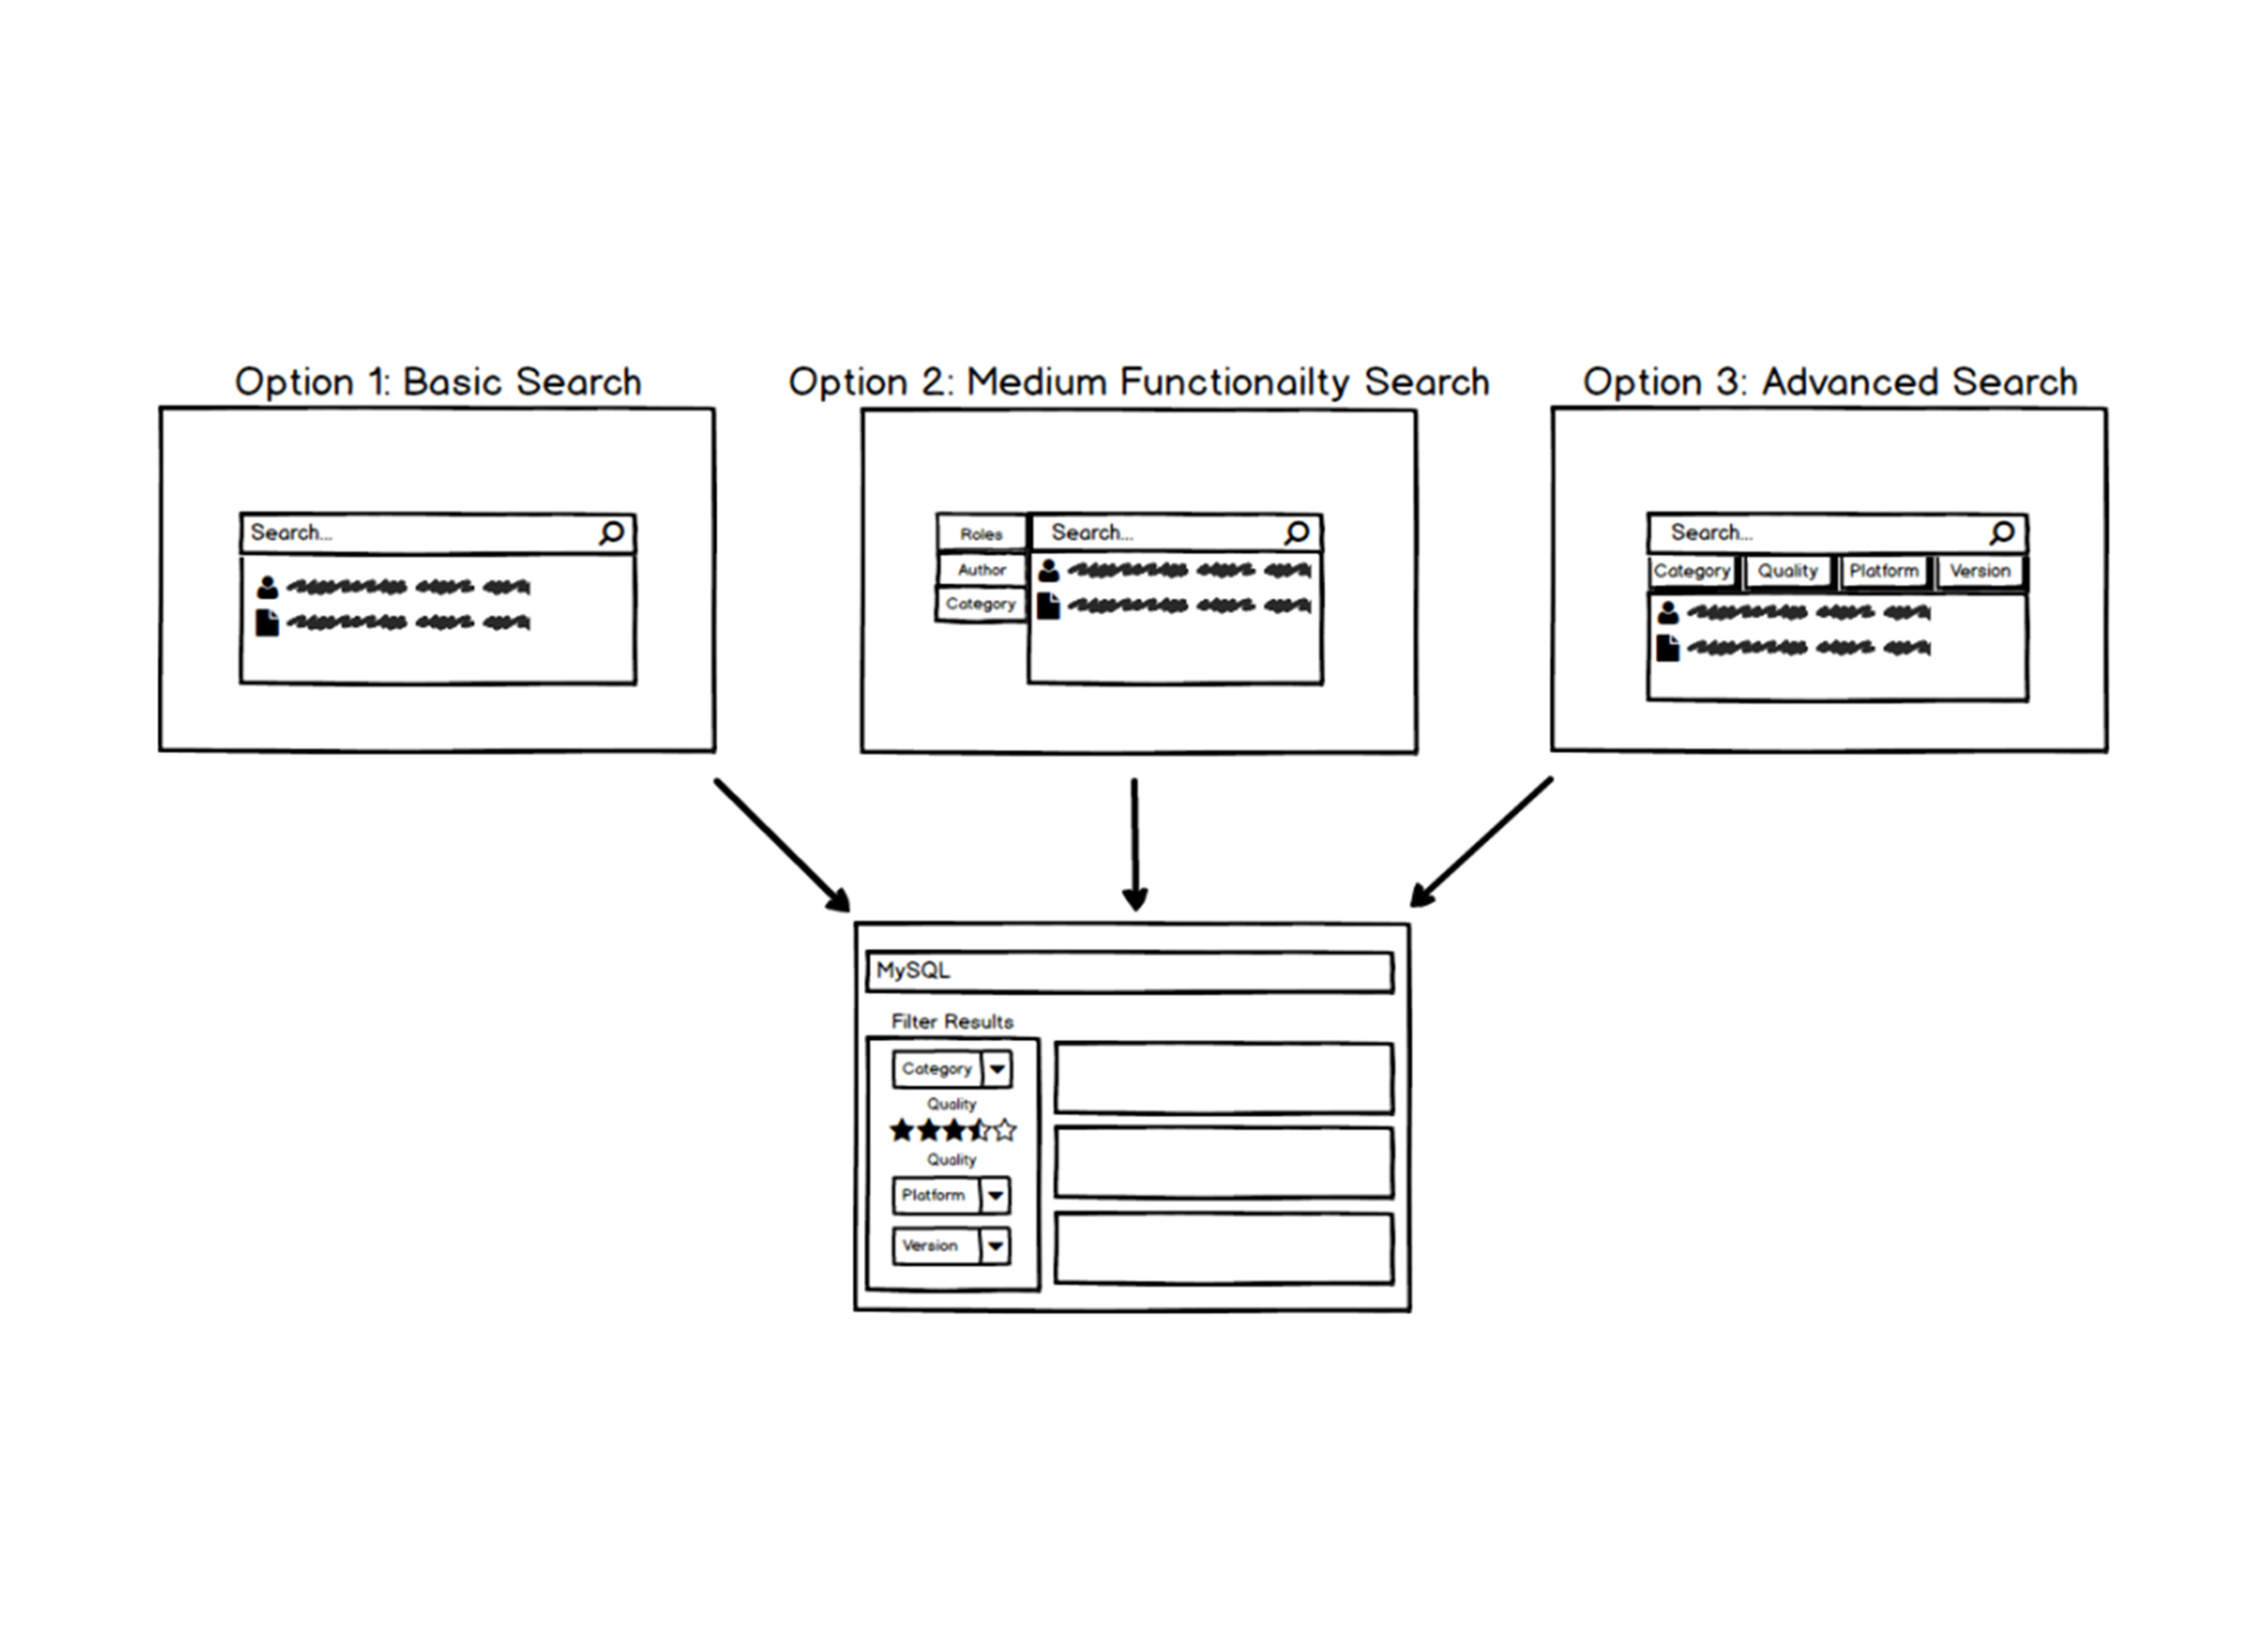 Option 1: Basic Search
Option 2: Medium Functionailty Search
Option 3: Advanced Search
Search...
Roles
Search...
Author
Category
Search...
Category Quality Platform Version
MySQL
Filter Results
Category
Quality
Quality
Platform
Version